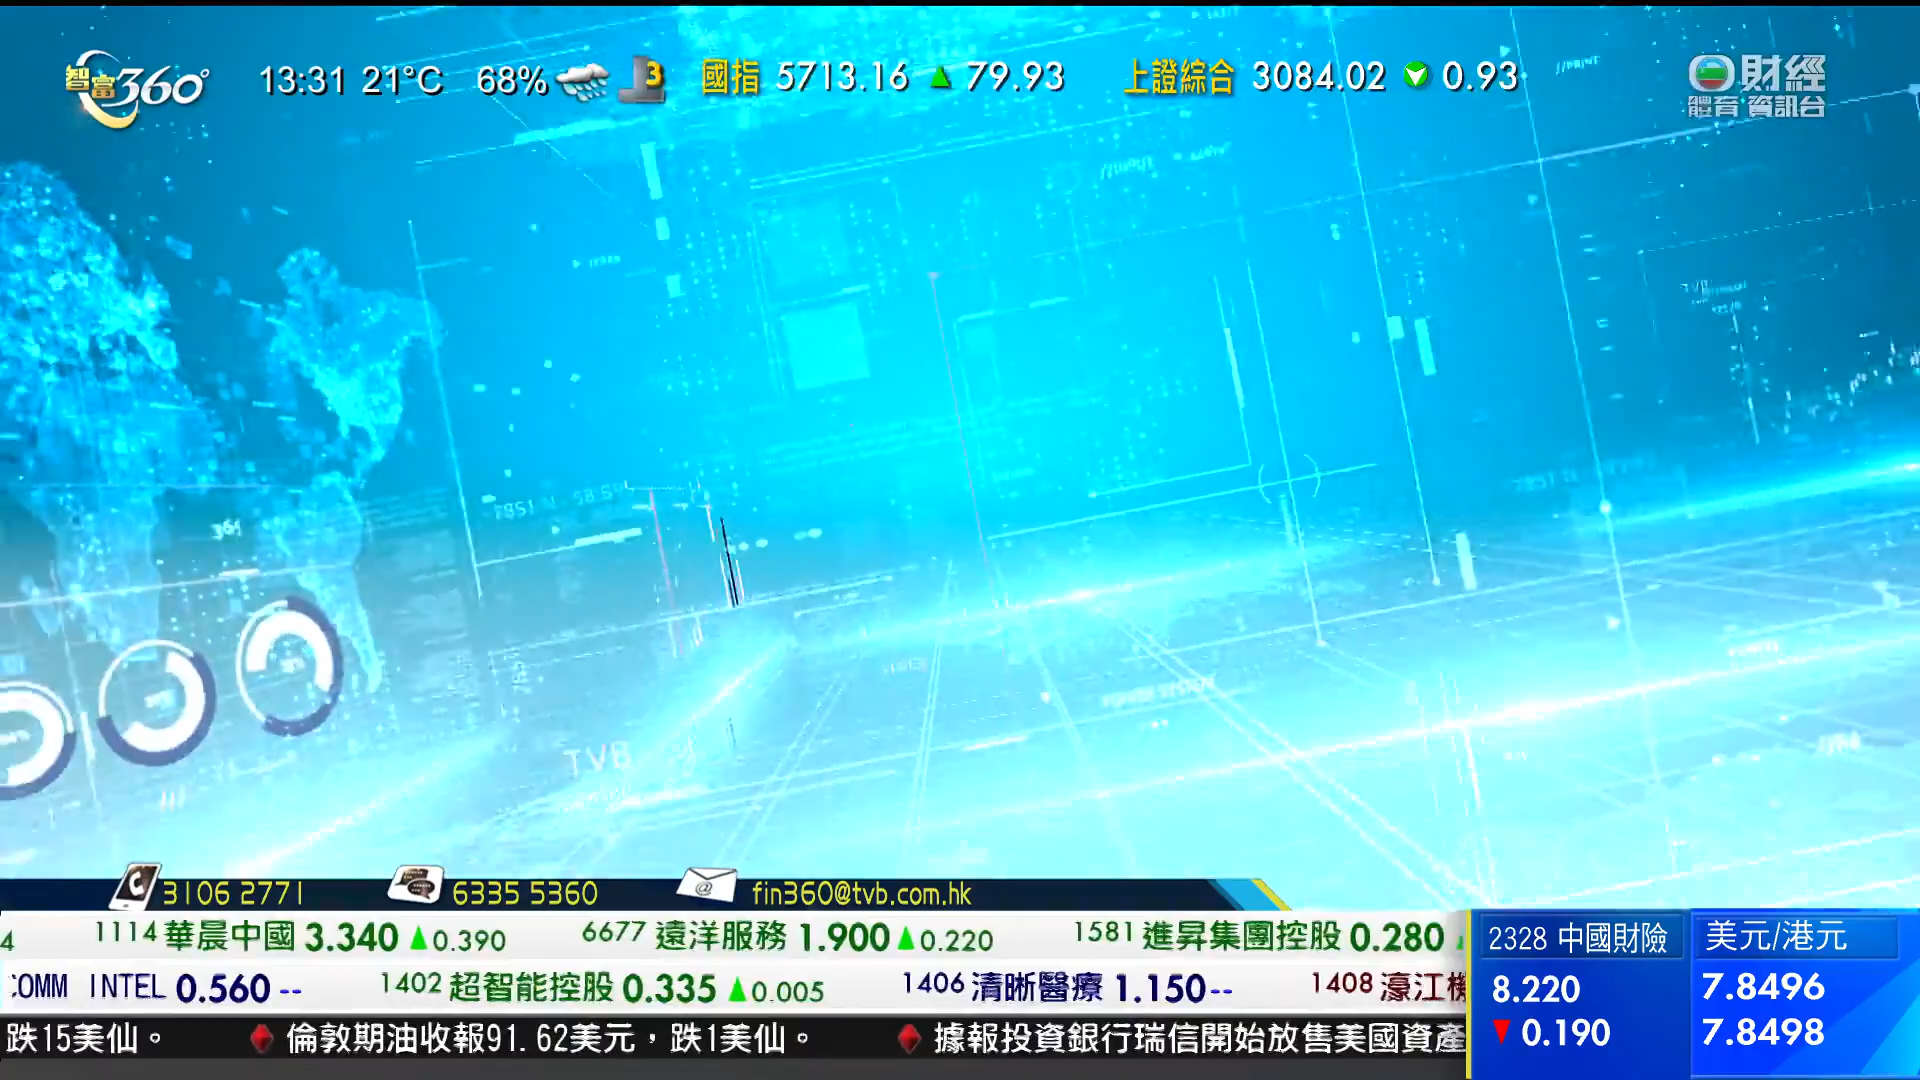 智富360° 13:31 21°C 68% 3 國指 5713.16 ▲ 79.93 上證綜合 3084.02 ▼ 0.93 財經
體育 資訊台
7851 N 58.5
TVB
3106 2771 6335 5360 fin360@tvb.com.hk
4 1114 華晨中國 3.340 ▲0.390 6677 遠洋服務 1.900 ▲0.220 1581 進昇集團控股 0.280
COMM INTEL 0.560 -- 1402 超智能控股 0.335 ▲0.005 1406 清晰醫療 1.150 -- 1408 濠江機
跌15美仙。 倫敦期油收報91.62美元，跌1美仙。 據報投資銀行瑞信開始放售美國資產
2328 中國財險
8.220
▼0.190
美元/港元
7.8496
7.8498